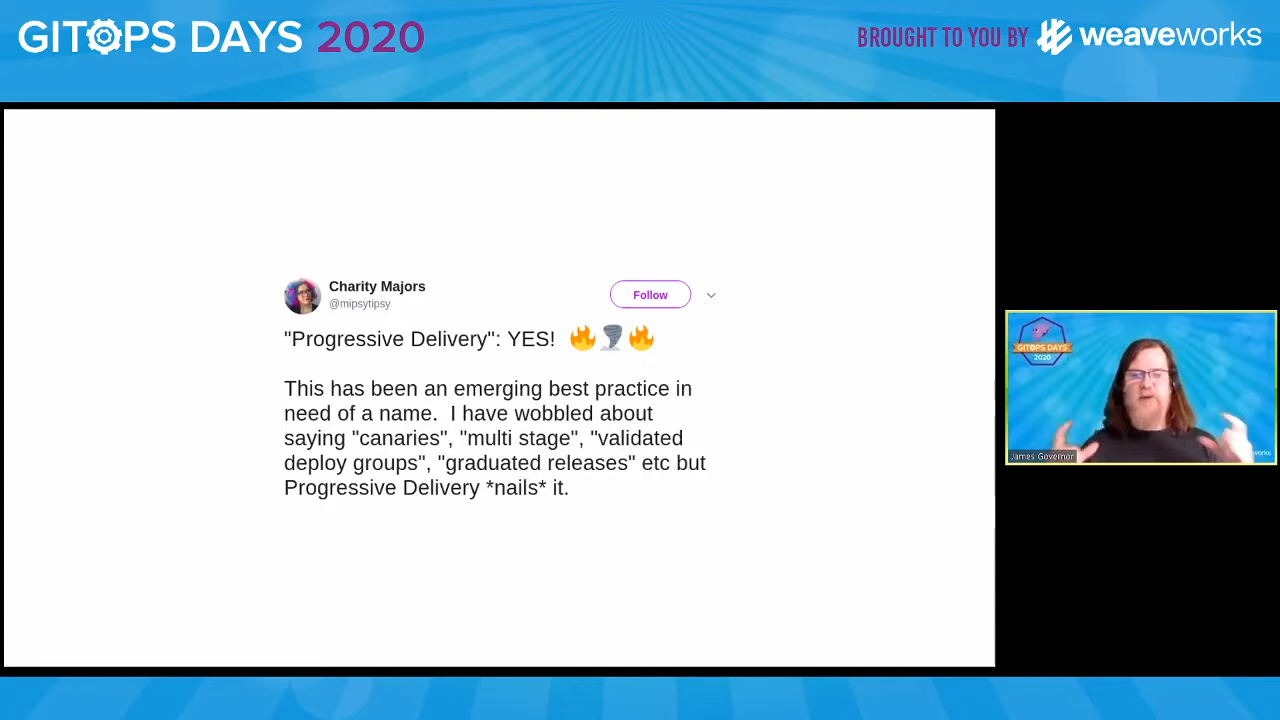 GITOPS DAYS 2020
BROUGHT TO YOU BY weaveworks
Charity Majors
@mipsytipsy
Follow
"Progressive Delivery": YES! 🔥🌪🔥
This has been an emerging best practice in
need of a name.  I have wobbled about
saying "canaries", "multi stage", "validated
deploy groups", "graduated releases" etc but
Progressive Delivery *nails* it.
GITOPS DAYS
2020
James Governor
works